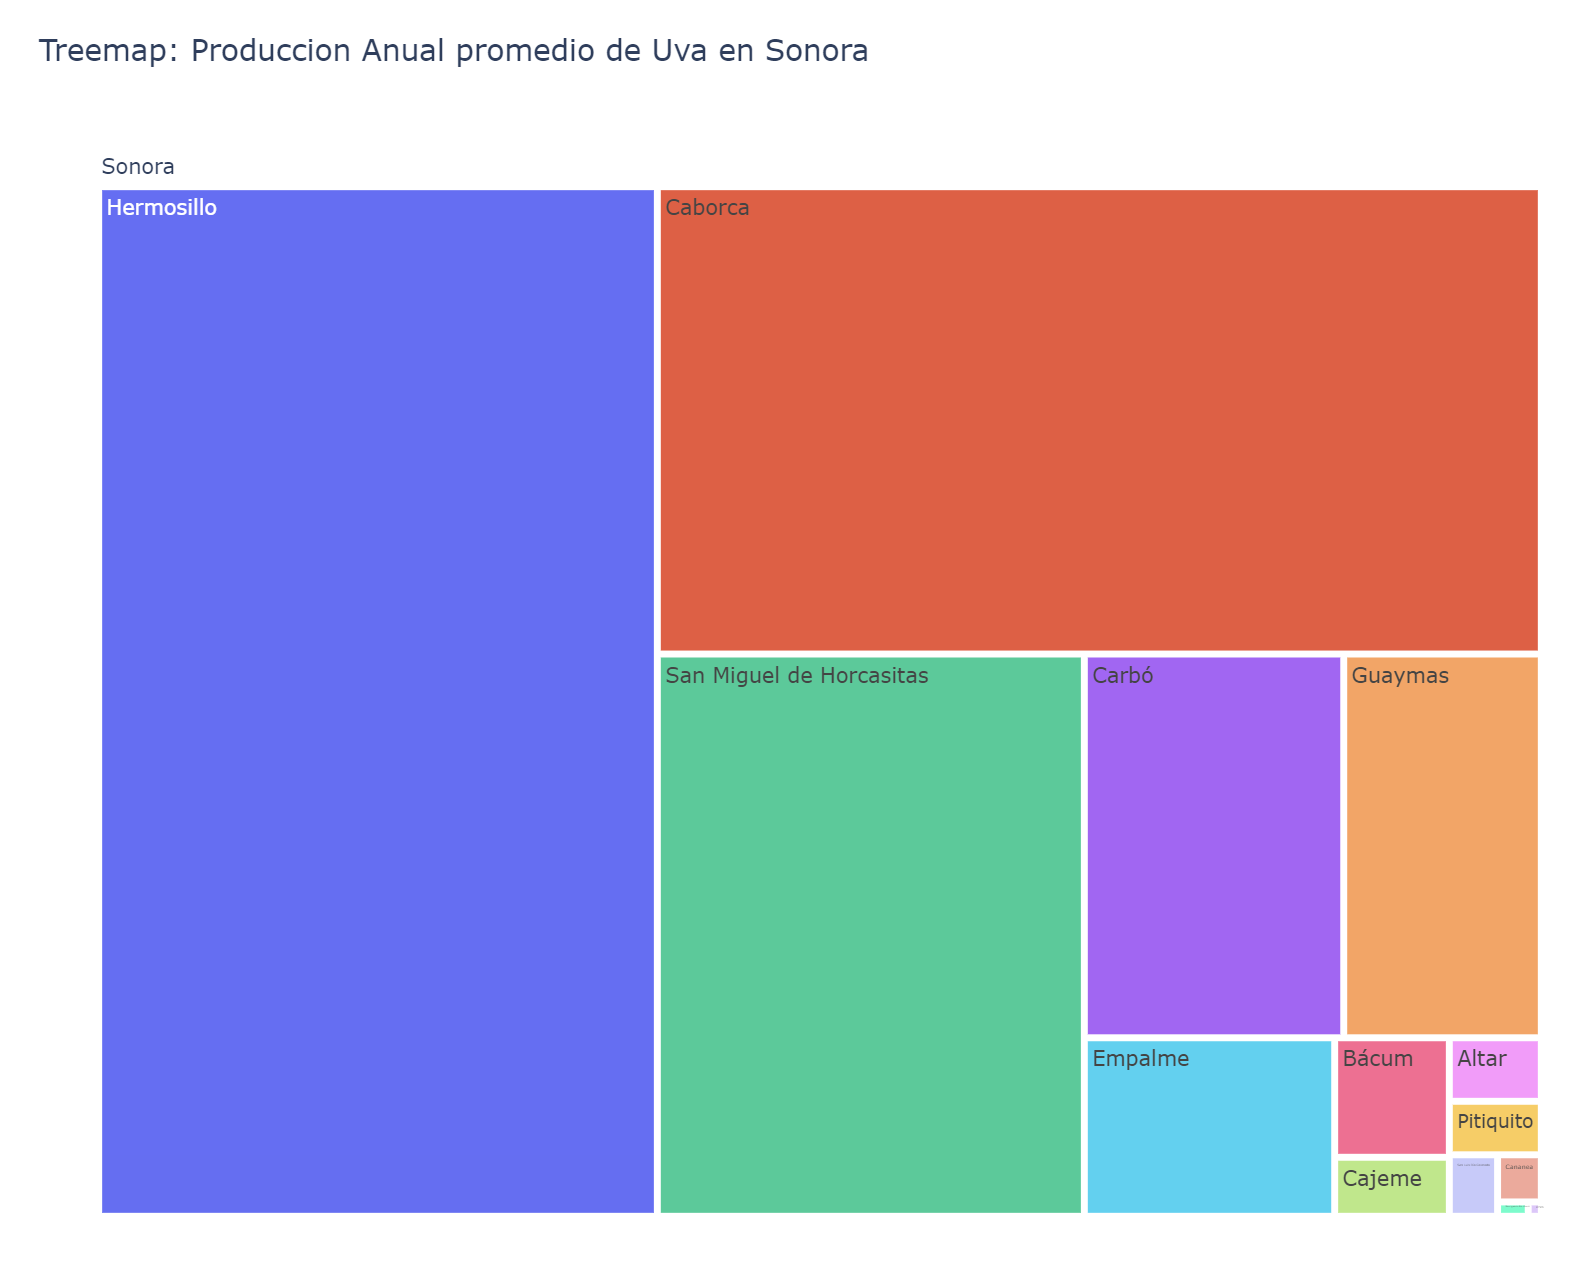 Treemap: Produccion Anual promedio de Uva en Sonora
Sonora
Hermosillo
Caborca
San Miguel de Horcasitas
Carbó
Guaymas
Empalme
Bácum
Altar
Pitiquito
Cajeme
Cananea